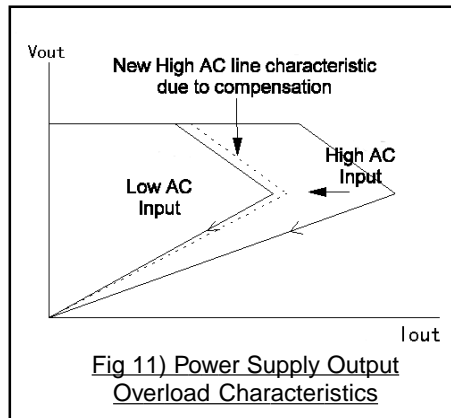 Vout
New High AC line characteristic
due to compensation
High AC
Input
Low AC
Input
Iout
Fig 11) Power Supply Output
Overload Characteristics